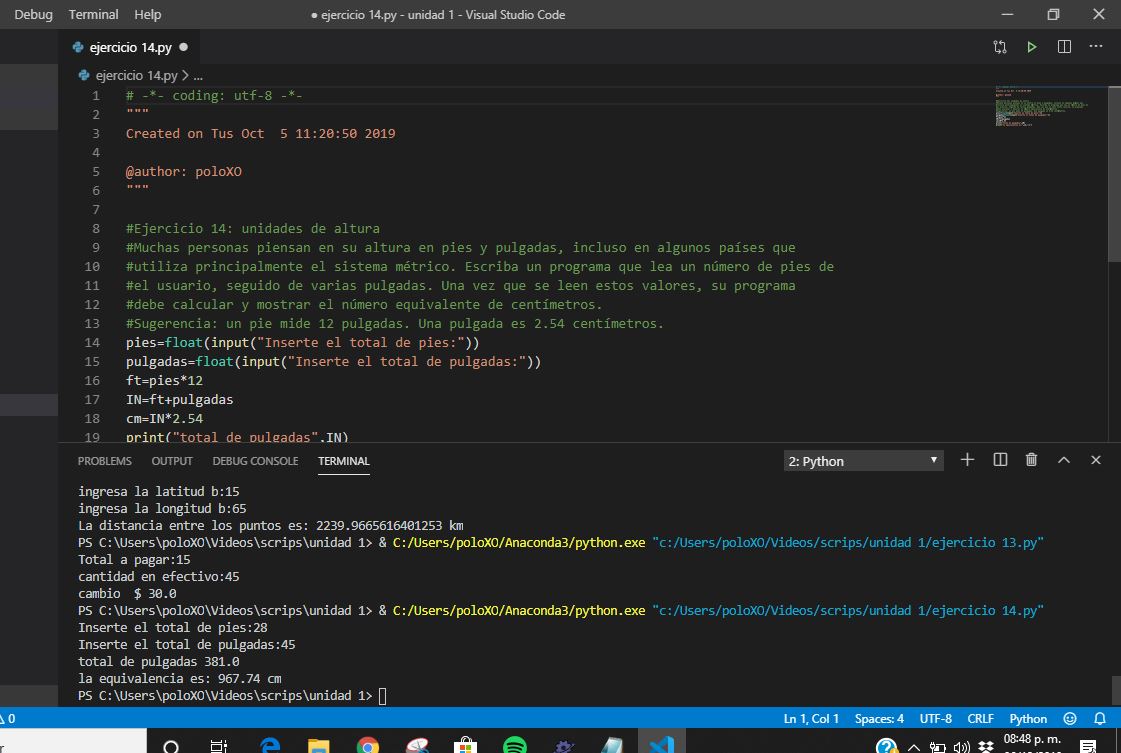 Debug Terminal Help ● ejercicio 14.py - unidad 1 - Visual Studio Code
ejercicio 14.py ●
ejercicio 14.py > ...
1 # -*- coding: utf-8 -*-
2 """
3 Created on Tus Oct  5 11:20:50 2019
4
5 @author: poloXO
6 """
7
8 #Ejercicio 14: unidades de altura
9 #Muchas personas piensan en su altura en pies y pulgadas, incluso en algunos países que
10 #utiliza principalmente el sistema métrico. Escriba un programa que lea un número de pies de
11 #el usuario, seguido de varias pulgadas. Una vez que se leen estos valores, su programa
12 #debe calcular y mostrar el número equivalente de centímetros.
13 #Sugerencia: un pie mide 12 pulgadas. Una pulgada es 2.54 centímetros.
14 pies=float(input("Inserte el total de pies:"))
15 pulgadas=float(input("Inserte el total de pulgadas:"))
16 ft=pies*12
17 IN=ft+pulgadas
18 cm=IN*2.54
19 print("total de pulgadas",IN)
PROBLEMS OUTPUT DEBUG CONSOLE TERMINAL 2: Python
ingresa la latitud b:15
ingresa la longitud b:65
La distancia entre los puntos es: 2239.9665616401253 km
PS C:\Users\poloXO\Videos\scrips\unidad 1> & C:/Users/poloXO/Anaconda3/python.exe "c:/Users/poloXO/Videos/scrips/unidad 1/ejercicio 13.py"
Total a pagar:15
cantidad en efectivo:45
cambio  $ 30.0
PS C:\Users\poloXO\Videos\scrips\unidad 1> & C:/Users/poloXO/Anaconda3/python.exe "c:/Users/poloXO/Videos/scrips/unidad 1/ejercicio 14.py"
Inserte el total de pies:28
Inserte el total de pulgadas:45
total de pulgadas 381.0
la equivalencia es: 967.74 cm
PS C:\Users\poloXO\Videos\scrips\unidad 1>
0 Ln 1, Col 1 Spaces: 4 UTF-8 CRLF Python
08:48 p. m.